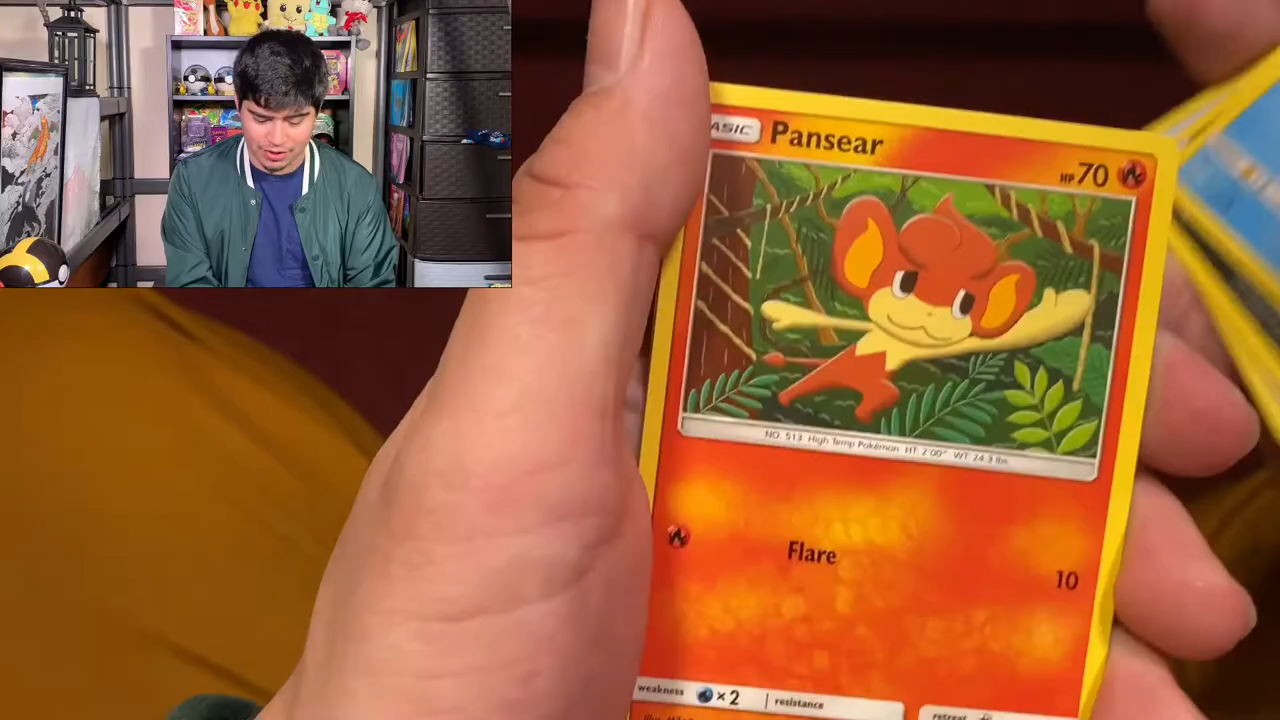 BASIC Pansear HP 70
NO. 513 High Temp Pokémon HT: 2'00" WT: 24.3 lbs.
Flare 10
weakness ×2 resistance
retreat